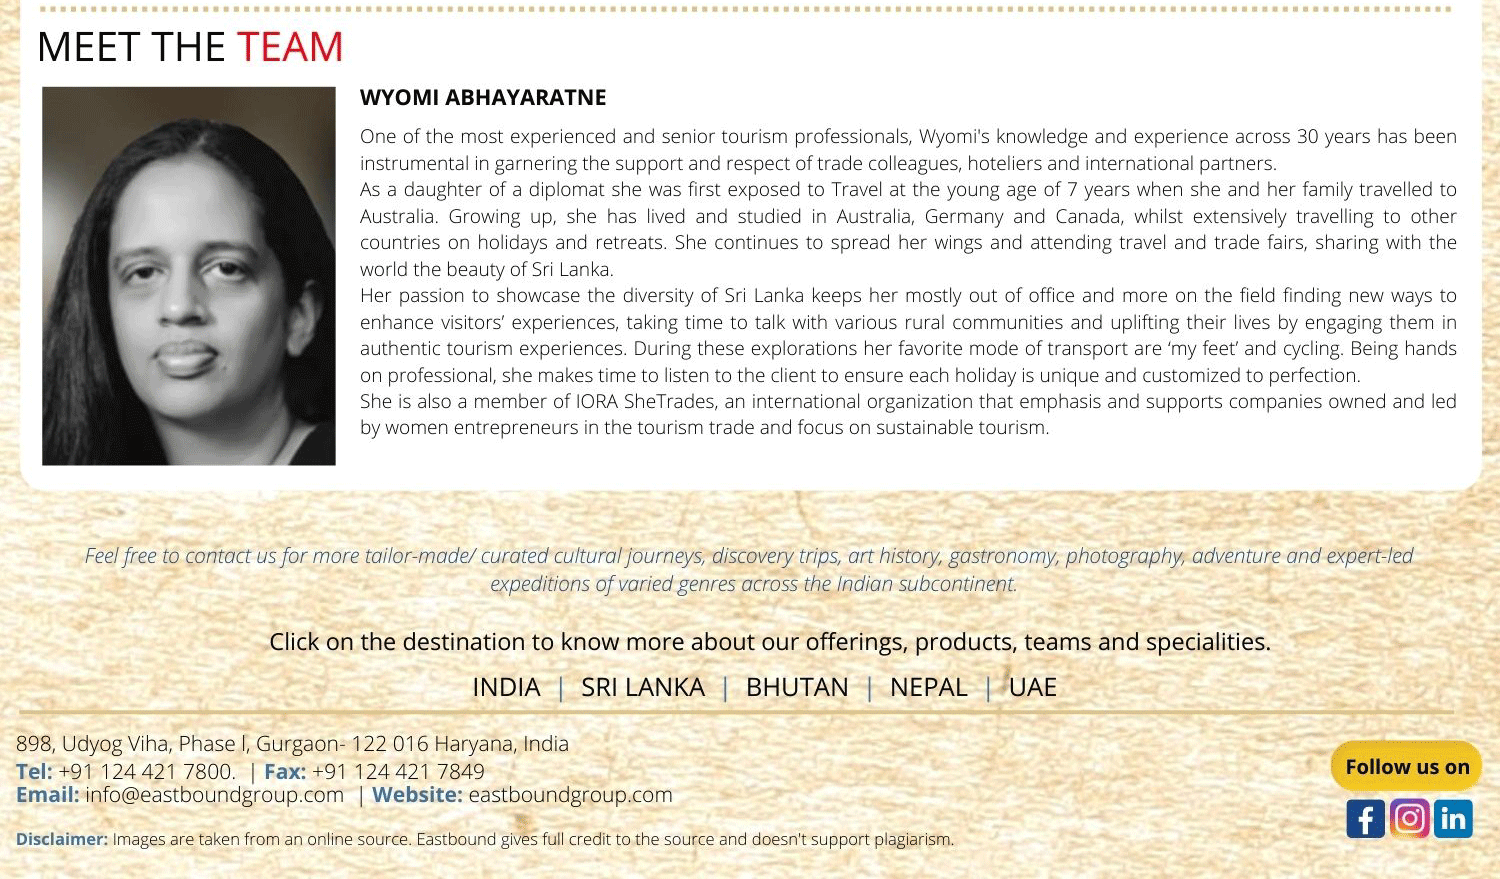 MEET THE TEAM
WYOMI ABHAYARATNE
One of the most experienced and senior tourism professionals, Wyomi's knowledge and experience across 30 years has been
instrumental in garnering the support and respect of trade colleagues, hoteliers and international partners.
As a daughter of a diplomat she was first exposed to Travel at the young age of 7 years when she and her family travelled to
Australia. Growing up, she has lived and studied in Australia, Germany and Canada, whilst extensively travelling to other
countries on holidays and retreats. She continues to spread her wings and attending travel and trade fairs, sharing with the
world the beauty of Sri Lanka.
Her passion to showcase the diversity of Sri Lanka keeps her mostly out of office and more on the field finding new ways to
enhance visitors’ experiences, taking time to talk with various rural communities and uplifting their lives by engaging them in
authentic tourism experiences. During these explorations her favorite mode of transport are ‘my feet’ and cycling. Being hands
on professional, she makes time to listen to the client to ensure each holiday is unique and customized to perfection.
She is also a member of IORA SheTrades, an international organization that emphasis and supports companies owned and led
by women entrepreneurs in the tourism trade and focus on sustainable tourism.
Feel free to contact us for more tailor-made/ curated cultural journeys, discovery trips, art history, gastronomy, photography, adventure and expert-led
expeditions of varied genres across the Indian subcontinent.
Click on the destination to know more about our offerings, products, teams and specialities.
INDIA | SRI LANKA | BHUTAN | NEPAL | UAE
898, Udyog Viha, Phase l, Gurgaon- 122 016 Haryana, India
Tel: +91 124 421 7800. | Fax: +91 124 421 7849
Email: info@eastboundgroup.com | Website: eastboundgroup.com
Follow us on
Disclaimer: Images are taken from an online source. Eastbound gives full credit to the source and doesn't support plagiarism.